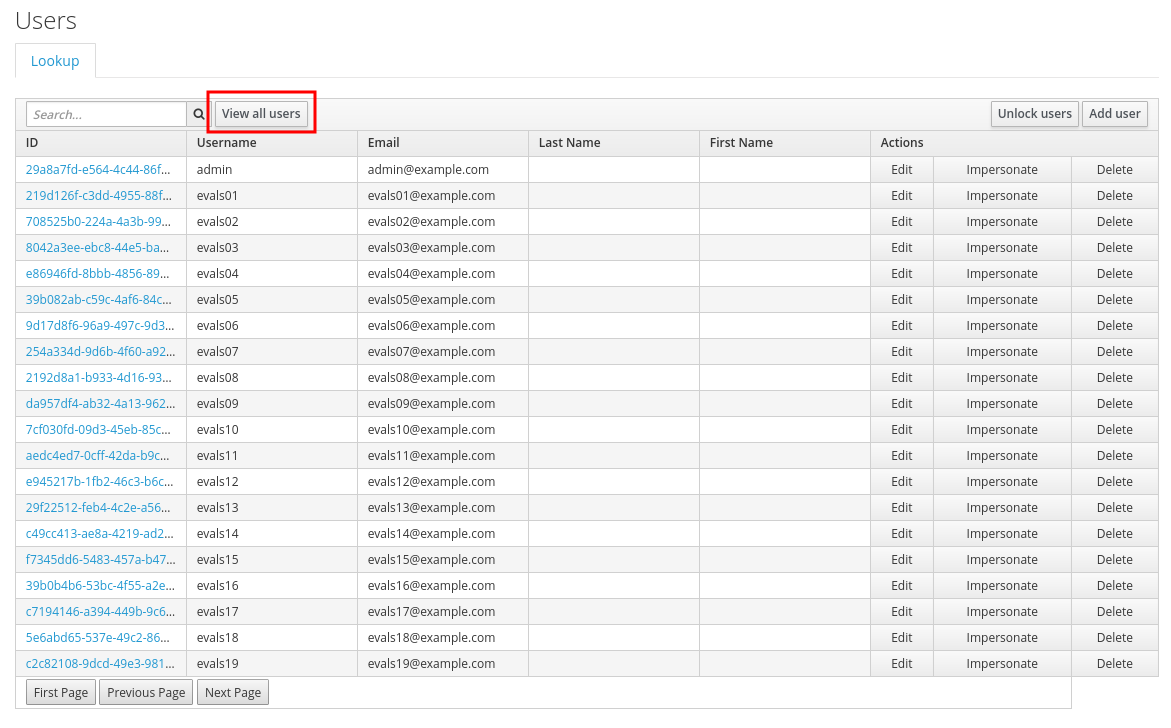 Users
Lookup
Search... View all users Unlock users Add user
ID Username Email Last Name First Name Actions
29a8a7fd-e564-4c44-86f... admin admin@example.com Edit Impersonate Delete
219d126f-c3dd-4955-88f... evals01 evals01@example.com Edit Impersonate Delete
708525b0-224a-4a3b-99... evals02 evals02@example.com Edit Impersonate Delete
8042a3ee-ebc8-44e5-ba... evals03 evals03@example.com Edit Impersonate Delete
e86946fd-8bbb-4856-89... evals04 evals04@example.com Edit Impersonate Delete
39b082ab-c59c-4af6-84c... evals05 evals05@example.com Edit Impersonate Delete
9d17d8f6-96a9-497c-9d3... evals06 evals06@example.com Edit Impersonate Delete
254a334d-9d6b-4f60-a92... evals07 evals07@example.com Edit Impersonate Delete
2192d8a1-b933-4d16-93... evals08 evals08@example.com Edit Impersonate Delete
da957df4-ab32-4a13-962... evals09 evals09@example.com Edit Impersonate Delete
7cf030fd-09d3-45eb-85c... evals10 evals10@example.com Edit Impersonate Delete
aedc4ed7-0cff-42da-b9c... evals11 evals11@example.com Edit Impersonate Delete
e945217b-1fb2-46c3-b6c... evals12 evals12@example.com Edit Impersonate Delete
29f22512-feb4-4c2e-a56... evals13 evals13@example.com Edit Impersonate Delete
c49cc413-ae8a-4219-ad2... evals14 evals14@example.com Edit Impersonate Delete
f7345dd6-5483-457a-b47... evals15 evals15@example.com Edit Impersonate Delete
39b0b4b6-53bc-4f55-a2e... evals16 evals16@example.com Edit Impersonate Delete
c7194146-a394-449b-9c6... evals17 evals17@example.com Edit Impersonate Delete
5e6abd65-537e-49c2-86... evals18 evals18@example.com Edit Impersonate Delete
c2c82108-9dcd-49e3-981... evals19 evals19@example.com Edit Impersonate Delete
First Page Previous Page Next Page